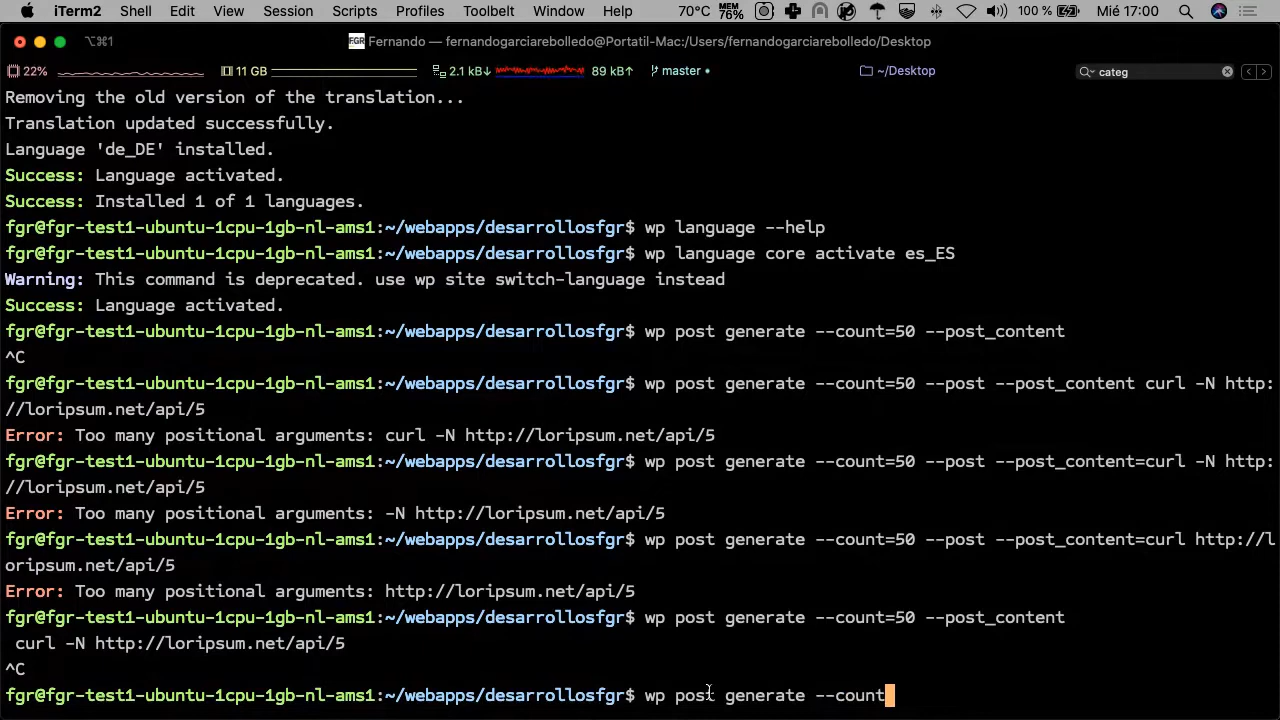 iTerm2 Shell Edit View Session Scripts Profiles Toolbelt Window Help 70°C MEM 76% 100 % Mié 17:00
⌥⌘1 FGR Fernando — fernandogarciarebolledo@Portatil-Mac:/Users/fernandogarciarebolledo/Desktop
22% 11 GB 2.1 kB↓ 89 kB↑ master • ~/Desktop categ
Removing the old version of the translation...
Translation updated successfully.
Language 'de_DE' installed.
Success: Language activated.
Success: Installed 1 of 1 languages.
fgr@fgr-test1-ubuntu-1cpu-1gb-nl-ams1:~/webapps/desarrollosfgr$ wp language --help
fgr@fgr-test1-ubuntu-1cpu-1gb-nl-ams1:~/webapps/desarrollosfgr$ wp language core activate es_ES
Warning: This command is deprecated. use wp site switch-language instead
Success: Language activated.
fgr@fgr-test1-ubuntu-1cpu-1gb-nl-ams1:~/webapps/desarrollosfgr$ wp post generate --count=50 --post_content
^C
fgr@fgr-test1-ubuntu-1cpu-1gb-nl-ams1:~/webapps/desarrollosfgr$ wp post generate --count=50 --post --post_content curl -N http:
//loripsum.net/api/5
Error: Too many positional arguments: curl -N http://loripsum.net/api/5
fgr@fgr-test1-ubuntu-1cpu-1gb-nl-ams1:~/webapps/desarrollosfgr$ wp post generate --count=50 --post --post_content=curl -N http:
//loripsum.net/api/5
Error: Too many positional arguments: -N http://loripsum.net/api/5
fgr@fgr-test1-ubuntu-1cpu-1gb-nl-ams1:~/webapps/desarrollosfgr$ wp post generate --count=50 --post --post_content=curl http://l
oripsum.net/api/5
Error: Too many positional arguments: http://loripsum.net/api/5
fgr@fgr-test1-ubuntu-1cpu-1gb-nl-ams1:~/webapps/desarrollosfgr$ wp post generate --count=50 --post_content
curl -N http://loripsum.net/api/5
^C
fgr@fgr-test1-ubuntu-1cpu-1gb-nl-ams1:~/webapps/desarrollosfgr$ wp post generate --count